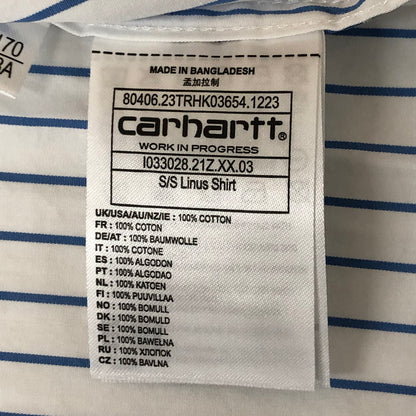 170
8A
MADE IN BANGLADESH
孟加拉制
80406.23TRHK03654.1223
carhartt®
WORK IN PROGRESS
I033028.21Z.XX.03
S/S Linus Shirt
UK/USA/AU/NZ/IE : 100% COTTON
FR : 100% COTON
DE/AT : 100% BAUMWOLLE
IT : 100% COTONE
ES : 100% ALGODON
PT : 100% ALGODAO
NL : 100% KATOEN
FI : 100% PUUVILLAA
NO : 100% BOMULL
DK : 100% BOMULD
SE : 100% BOMULL
PL : 100% BAWEŁNA
RU : 100% ХЛОПОК
CZ : 100% BAVLNA